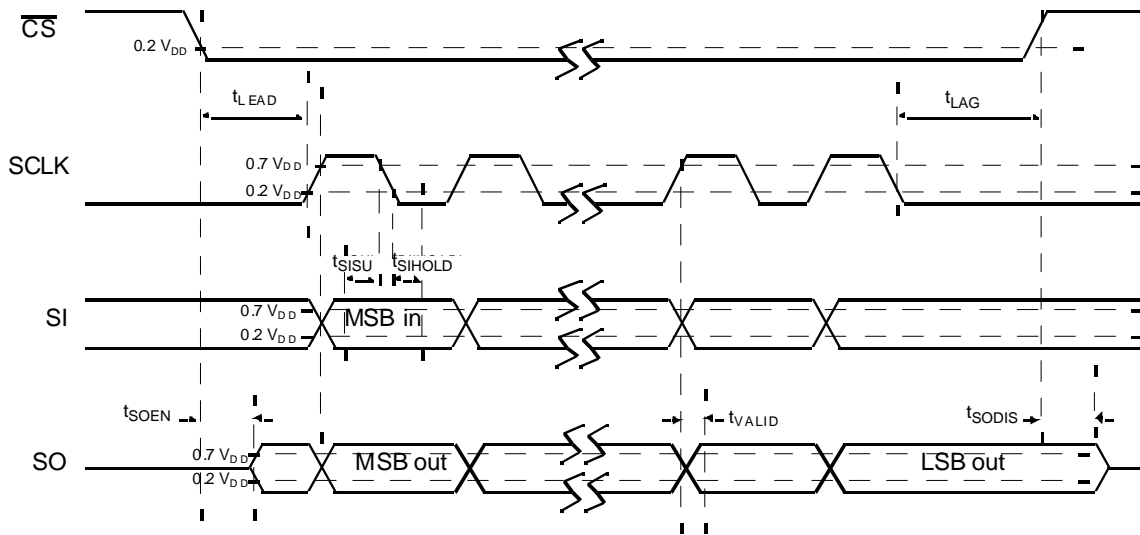 CS
0.2 VDD
tLEAD
tLAG
SCLK
0.7 VDD
0.2 VDD
tSISU
tSIHOLD
SI
0.7 VDD
0.2 VDD
MSB in
tSOEN
tVALID
tSODIS
SO
0.7 VDD
0.2 VDD
MSB out
LSB out